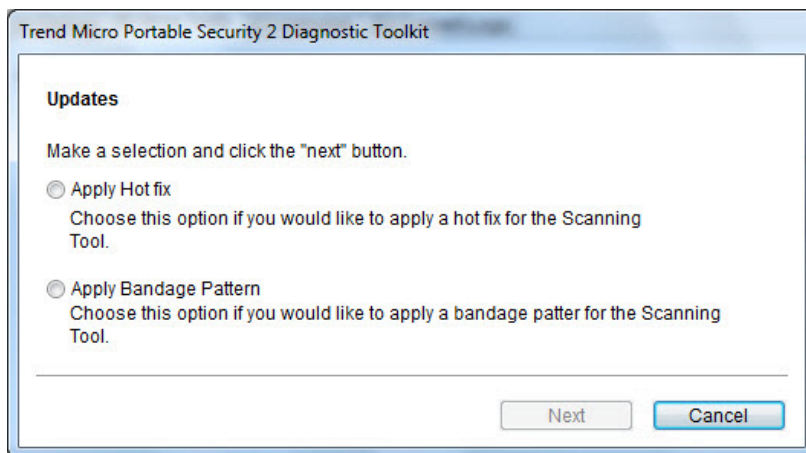 Trend Micro Portable Security 2 Diagnostic Toolkit
Updates
Make a selection and click the "next" button.
Apply Hot fix
Choose this option if you would like to apply a hot fix for the Scanning
Tool.
Apply Bandage Pattern
Choose this option if you would like to apply a bandage patter for the Scanning
Tool.
Next
Cancel